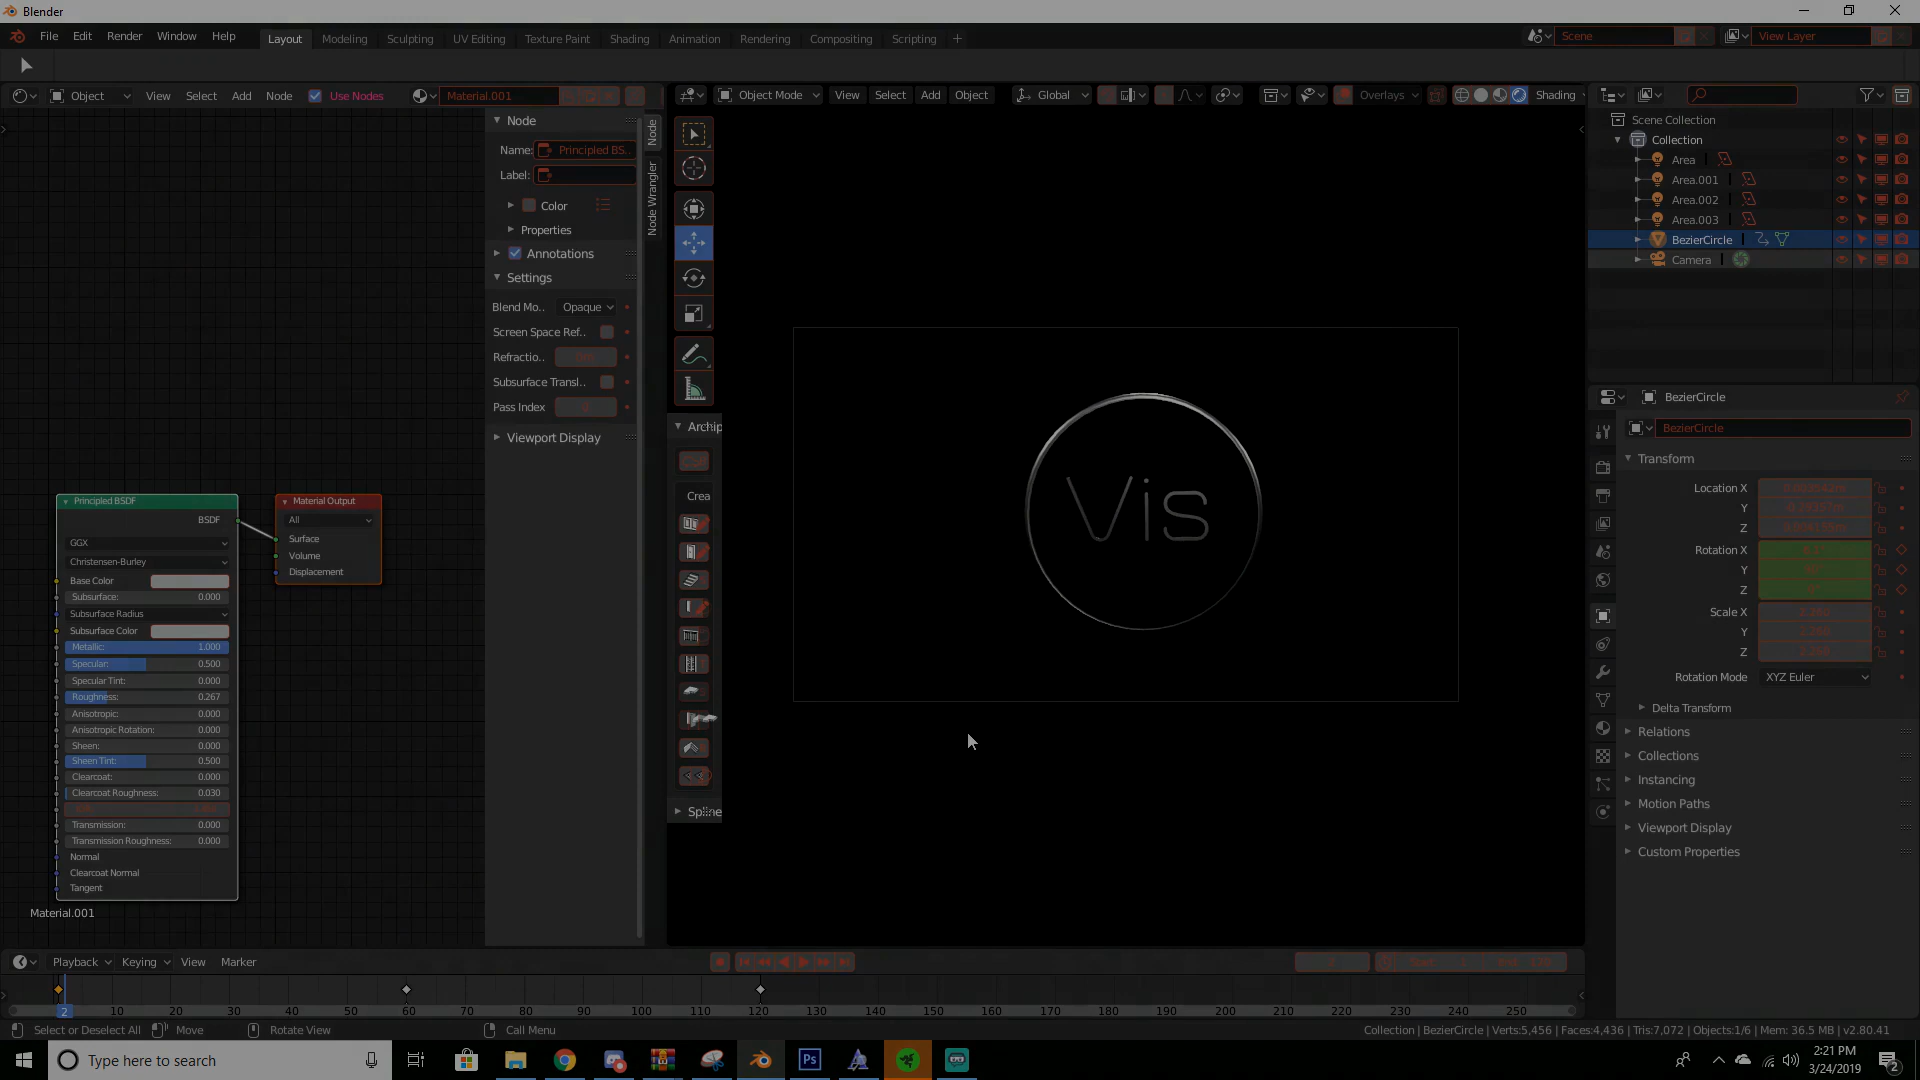 Blender
File Edit Render Window Help
Layout Modeling Sculpting UV Editing Texture Paint Shading Animation Rendering Compositing Scripting
Scene
View Layer
Object View Select Add Node Use Nodes Material.001
Object Mode View Select Add Object Global Overlays Shading
Node
Name: Principled BS..
Label:
Color
Properties
Annotations
Settings
Blend Mo.. Opaque
Screen Space Ref..
Refractio..
Subsurface Transl..
Pass Index
Viewport Display
Node
Node Wrangler
Archip
Crea
Spline
Vis
Principled BSDF
BSDF
GGX
Christensen-Burley
Base Color
Subsurface: 0.000
Subsurface Radius
Subsurface Color
Metallic: 1.000
Specular: 0.500
Specular Tint: 0.000
Roughness: 0.267
Anisotropic: 0.000
Anisotropic Rotation: 0.000
Sheen: 0.000
Sheen Tint: 0.500
Clearcoat: 0.000
Clearcoat Roughness: 0.030
Transmission: 0.000
Transmission Roughness: 0.000
Normal
Clearcoat Normal
Tangent
Material Output
All
Surface
Volume
Displacement
Material.001
Scene Collection
Collection
Area
Area.001
Area.002
Area.003
BezierCircle
Camera
BezierCircle
BezierCircle
Transform
Location X
Y
Z
Rotation X
Y
Z
Scale X
Y
Z
Rotation Mode XYZ Euler
Delta Transform
Relations
Collections
Instancing
Motion Paths
Viewport Display
Custom Properties
Playback Keying View Marker
2 10 20 30 40 50 60 70 80 90 100 110 120 130 140 150 160 170 180 190 200 210 220 230 240 250
Select or Deselect All Move Rotate View Call Menu
Collection | BezierCircle | Verts:5,456 | Faces:4,436 | Tris:7,072 | Objects:1/6 | Mem: 36.5 MB | v2.80.41
Type here to search
Ps
2:21 PM
3/24/2019
2